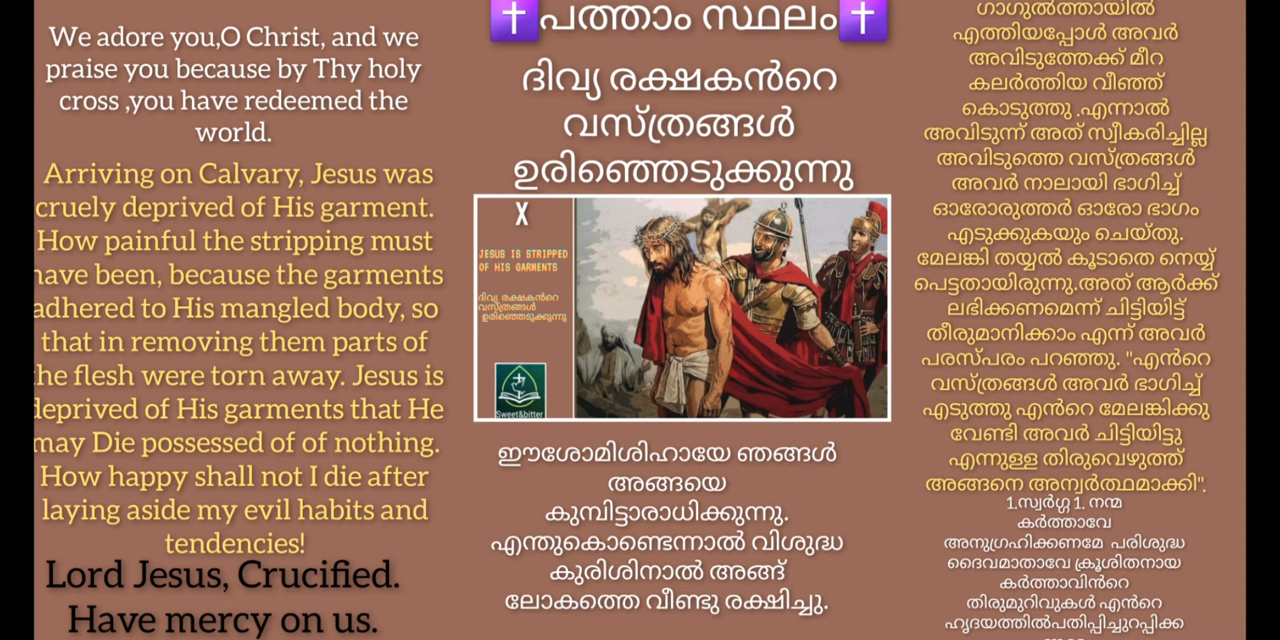 We adore you,O Christ, and we
praise you because by Thy holy
cross ,you have redeemed the
world.
Arriving on Calvary, Jesus was
cruely deprived of His garment.
How painful the stripping must
have been, because the garments
adhered to His mangled body, so
that in removing them parts of
the flesh were torn away. Jesus is
deprived of His garments that He
may Die possessed of of nothing.
How happy shall not I die after
laying aside my evil habits and
tendencies!
Lord Jesus, Crucified.
Have mercy on us.
✝️പത്താം സ്ഥലം✝️
ദിവ്യ രക്ഷകൻറെ
വസ്ത്രങ്ങൾ
ഉരിഞ്ഞെടുക്കുന്നു
X
JESUS IS STRIPPED
OF HIS GARMENTS
ദിവ്യ രക്ഷകൻറെ
വസ്ത്രങ്ങൾ
ഉരിഞ്ഞെടുക്കുന്നു
Sweet&bitter
ഈശോമിശിഹായേ ഞങ്ങൾ
അങ്ങയെ
കുമ്പിട്ടാരാധിക്കുന്നു.
എന്തുകൊണ്ടെന്നാൽ വിശുദ്ധ
കുരിശിനാൽ അങ്ങ്
ലോകത്തെ വീണ്ടു രക്ഷിച്ചു.
ഗാഗുൽത്തായിൽ
എത്തിയപ്പോൾ അവർ
അവിടുത്തേക്ക് മീറ
കലർത്തിയ വീഞ്ഞ്
കൊടുത്തു .എന്നാൽ
അവിടുന്ന് അത് സ്വീകരിച്ചില്ല
അവിടുത്തെ വസ്ത്രങ്ങൾ
അവർ നാലായി ഭാഗിച്ച്
ഓരോരുത്തർ ഓരോ ഭാഗം
എടുക്കുകയും ചെയ്തു.
മേലങ്കി തയ്യൽ കൂടാതെ നെയ്യ്
പെട്ടതായിരുന്നു.അത് ആർക്ക്
ലഭിക്കണമെന്ന് ചിട്ടിയിട്ട്
തീരുമാനിക്കാം എന്ന് അവർ
പരസ്പരം പറഞ്ഞു. "എൻറെ
വസ്ത്രങ്ങൾ അവർ ഭാഗിച്ച്
എടുത്തു എൻറെ മേലങ്കിക്കു
വേണ്ടി അവർ ചിട്ടിയിട്ടു
എന്നുള്ള തിരുവെഴുത്ത്
അങ്ങനെ അന്വർത്ഥമാക്കി".
1.സ്വർഗ്ഗ 1. നന്മ
കർത്താവേ
അനുഗ്രഹിക്കണമേ പരിശുദ്ധ
ദൈവമാതാവേ ക്രൂശിതനായ
കർത്താവിൻറെ
തിരുമുറിവുകൾ എൻറെ
ഹൃദയത്തിൽപതിപ്പിച്ചുറപ്പിക്ക